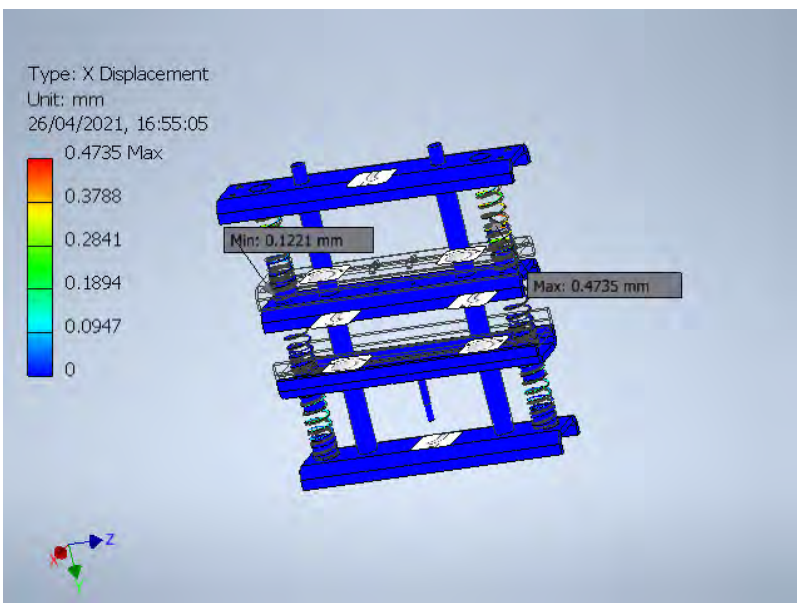 Type: X Displacement
Unit: mm
26/04/2021, 16:55:05
0.4735 Max
0.3788
0.2841
0.1894
0.0947
0
Min: 0.1221 mm
Max: 0.4735 mm
Z
X
Y